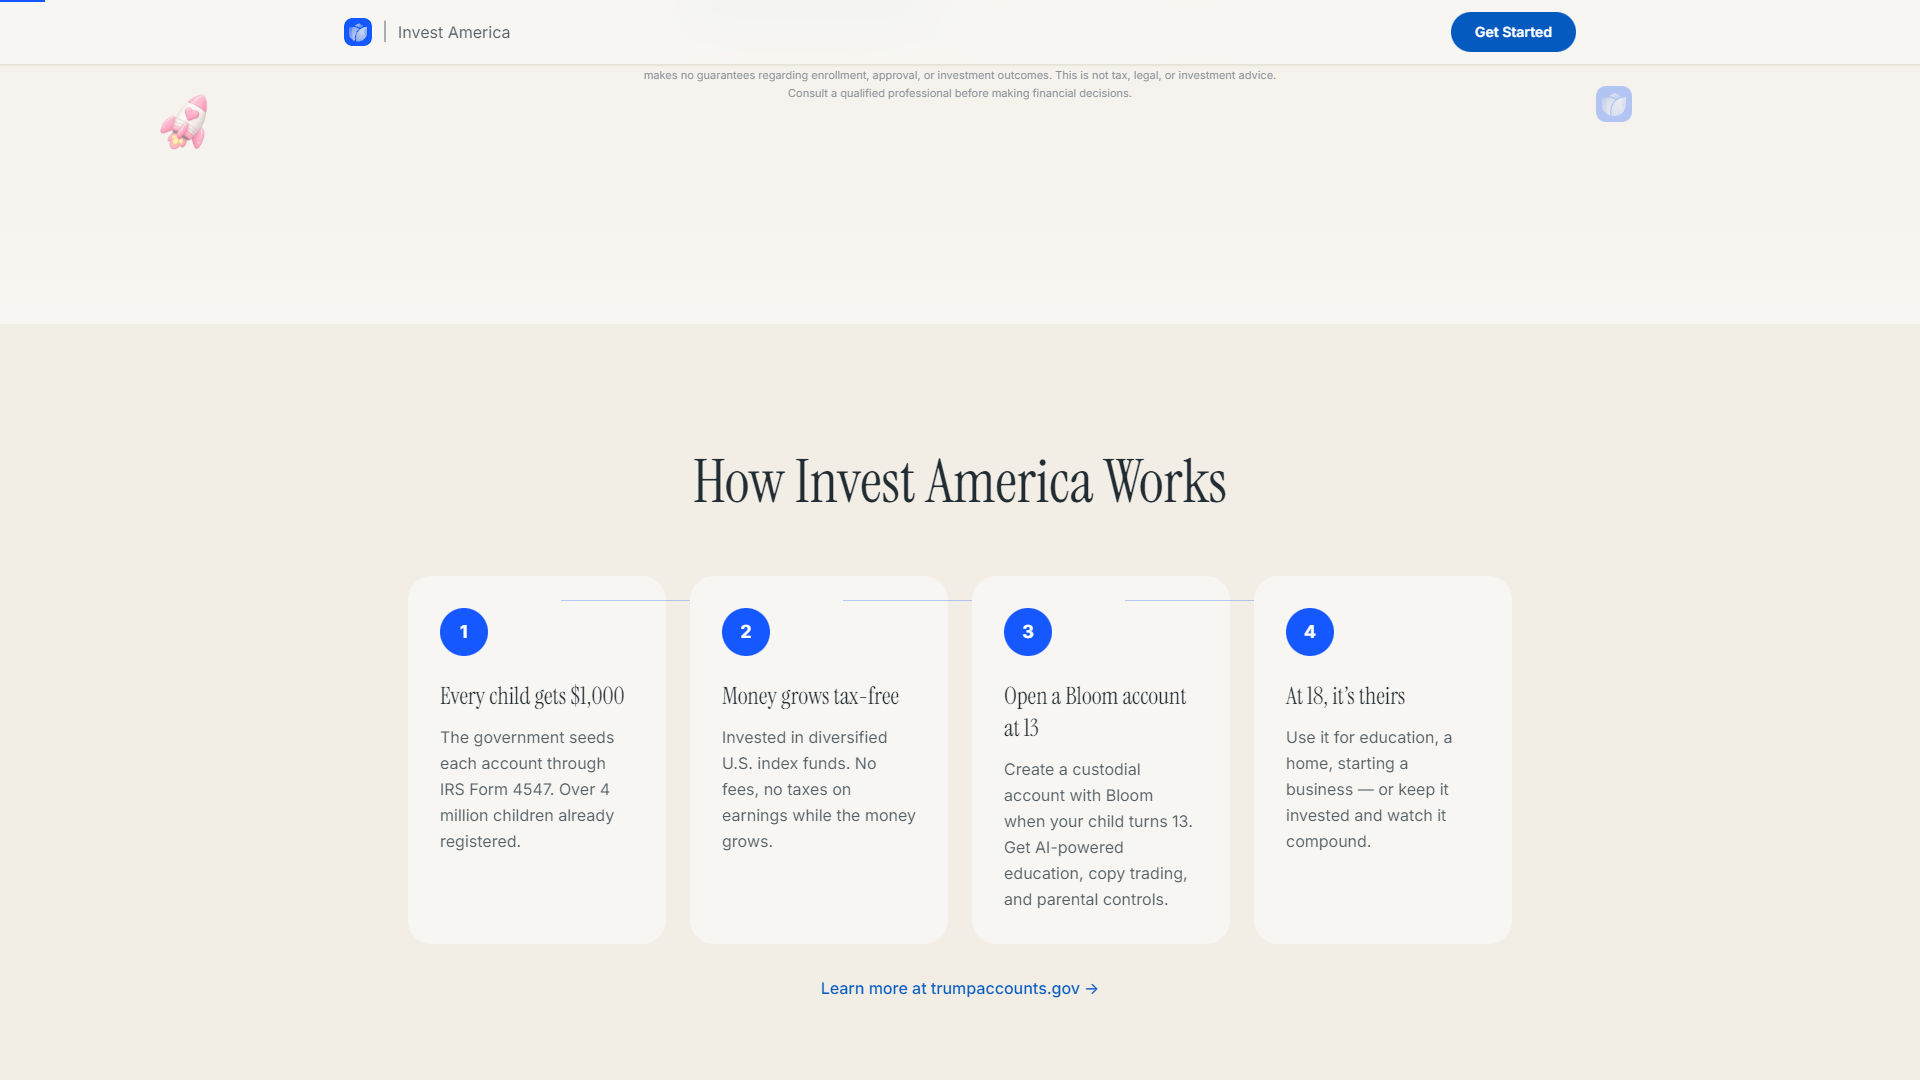 Invest America
Get Started
makes no guarantees regarding enrollment, approval, or investment outcomes. This is not tax, legal, or investment advice.
Consult a qualified professional before making financial decisions.
How Invest America Works
1
Every child gets $1,000
The government seeds
each account through
IRS Form 4547. Over 4
million children already
registered.
2
Money grows tax-free
Invested in diversified
U.S. index funds. No
fees, no taxes on
earnings while the money
grows.
3
Open a Bloom account
at 13
Create a custodial
account with Bloom
when your child turns 13.
Get AI-powered
education, copy trading,
and parental controls.
4
At 18, it’s theirs
Use it for education, a
home, starting a
business — or keep it
invested and watch it
compound.
Learn more at trumpaccounts.gov →